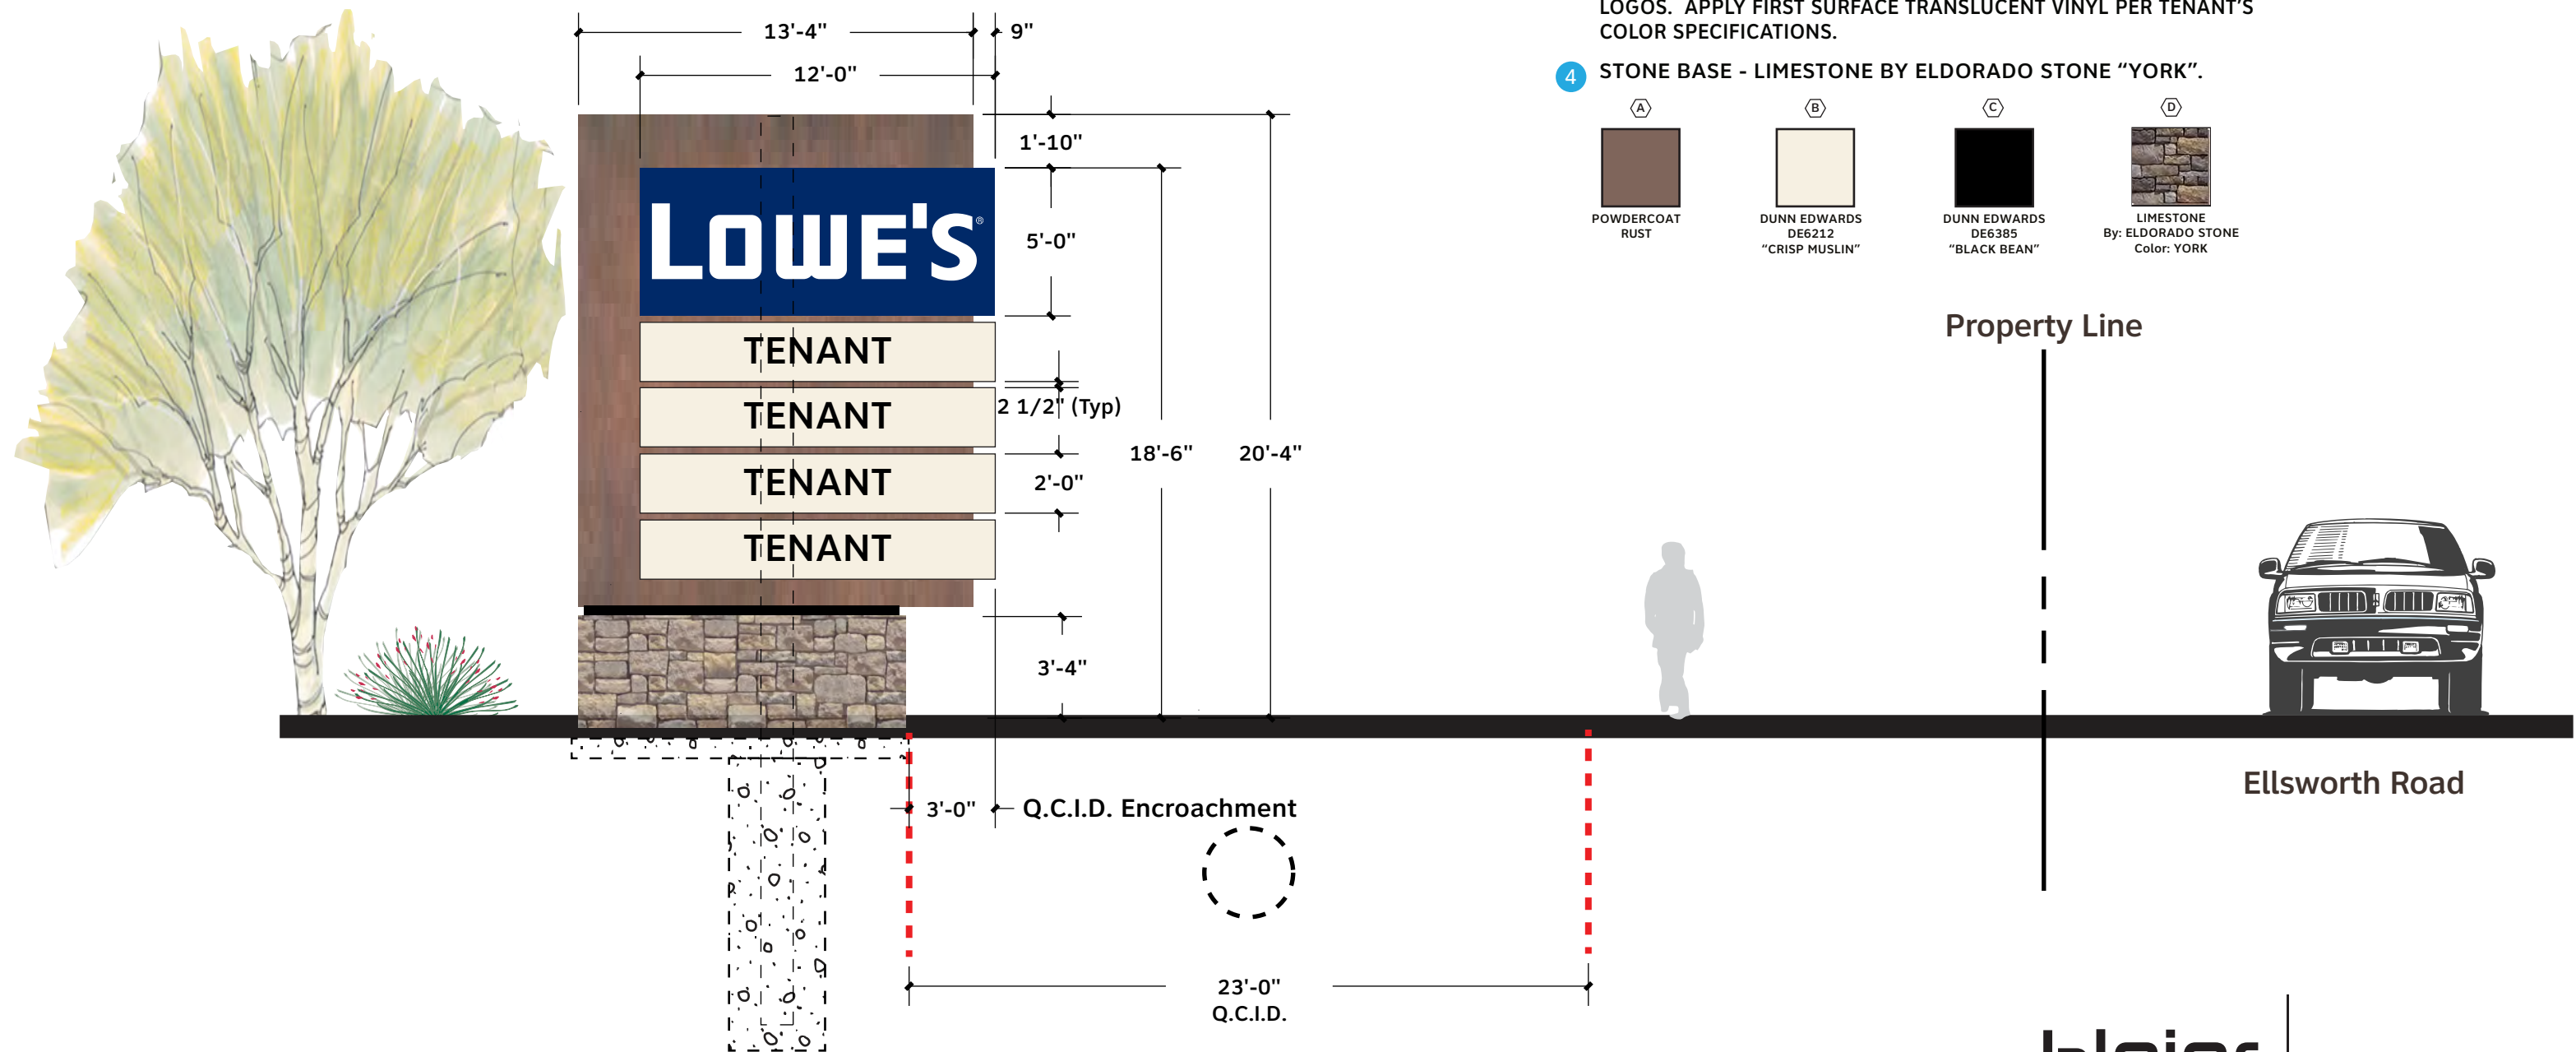 LOGOS. APPLY FIRST SURFACE TRANSLUCENT VINYL PER TENANT'S
COLOR SPECIFICATIONS.
4 STONE BASE - LIMESTONE BY ELDORADO STONE “YORK”.
A
B
C
D
POWDERCOAT
RUST
DUNN EDWARDS
DE6212
“CRISP MUSLIN”
DUNN EDWARDS
DE6385
“BLACK BEAN”
LIMESTONE
By: ELDORADO STONE
Color: YORK
13'-4"
9"
12'-0"
1'-10"
LOWE'S®
5'-0"
TENANT
TENANT
2 1/2" (Typ)
TENANT
2'-0"
TENANT
18'-6"
20'-4"
3'-4"
Property Line
Ellsworth Road
3'-0"
Q.C.I.D. Encroachment
23'-0"
Q.C.I.D.